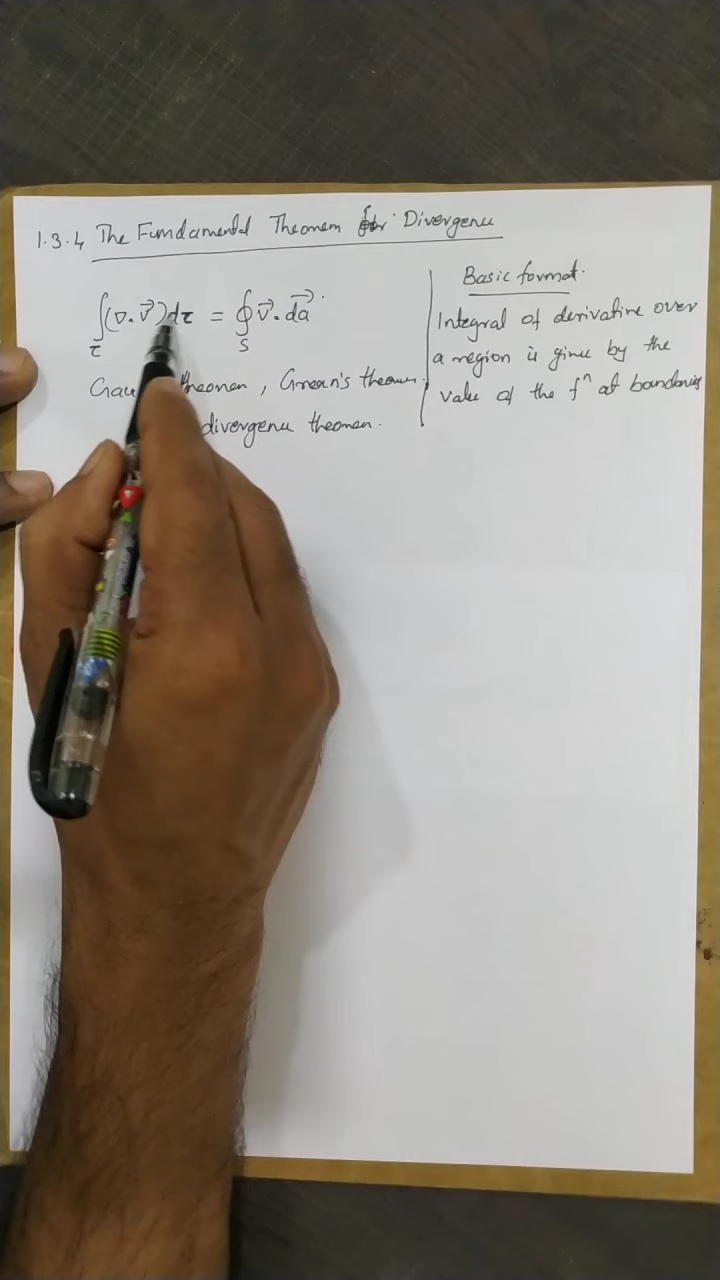 1.3.4 The Fundamental Theorem for Divergence
∫(∇.v⃗)dτ = ∮v⃗.da⃗
τ S
theorem, Green's theorem.
divergence theorem.
Basic format.
Integral of derivative over
a region is given by the
value of the fⁿ at boundaries